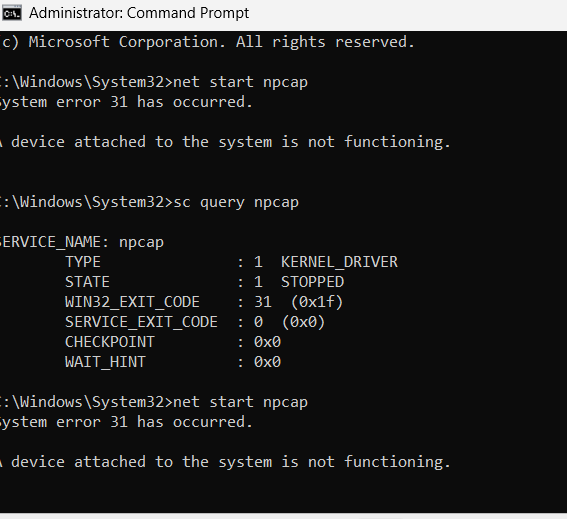 Administrator: Command Prompt
c) Microsoft Corporation. All rights reserved.
:\Windows\System32>net start npcap
System error 31 has occurred.
A device attached to the system is not functioning.
:\Windows\System32>sc query npcap
SERVICE_NAME: npcap
TYPE : 1 KERNEL_DRIVER
STATE : 1 STOPPED
WIN32_EXIT_CODE : 31 (0x1f)
SERVICE_EXIT_CODE : 0 (0x0)
CHECKPOINT : 0x0
WAIT_HINT : 0x0
:\Windows\System32>net start npcap
System error 31 has occurred.
A device attached to the system is not functioning.